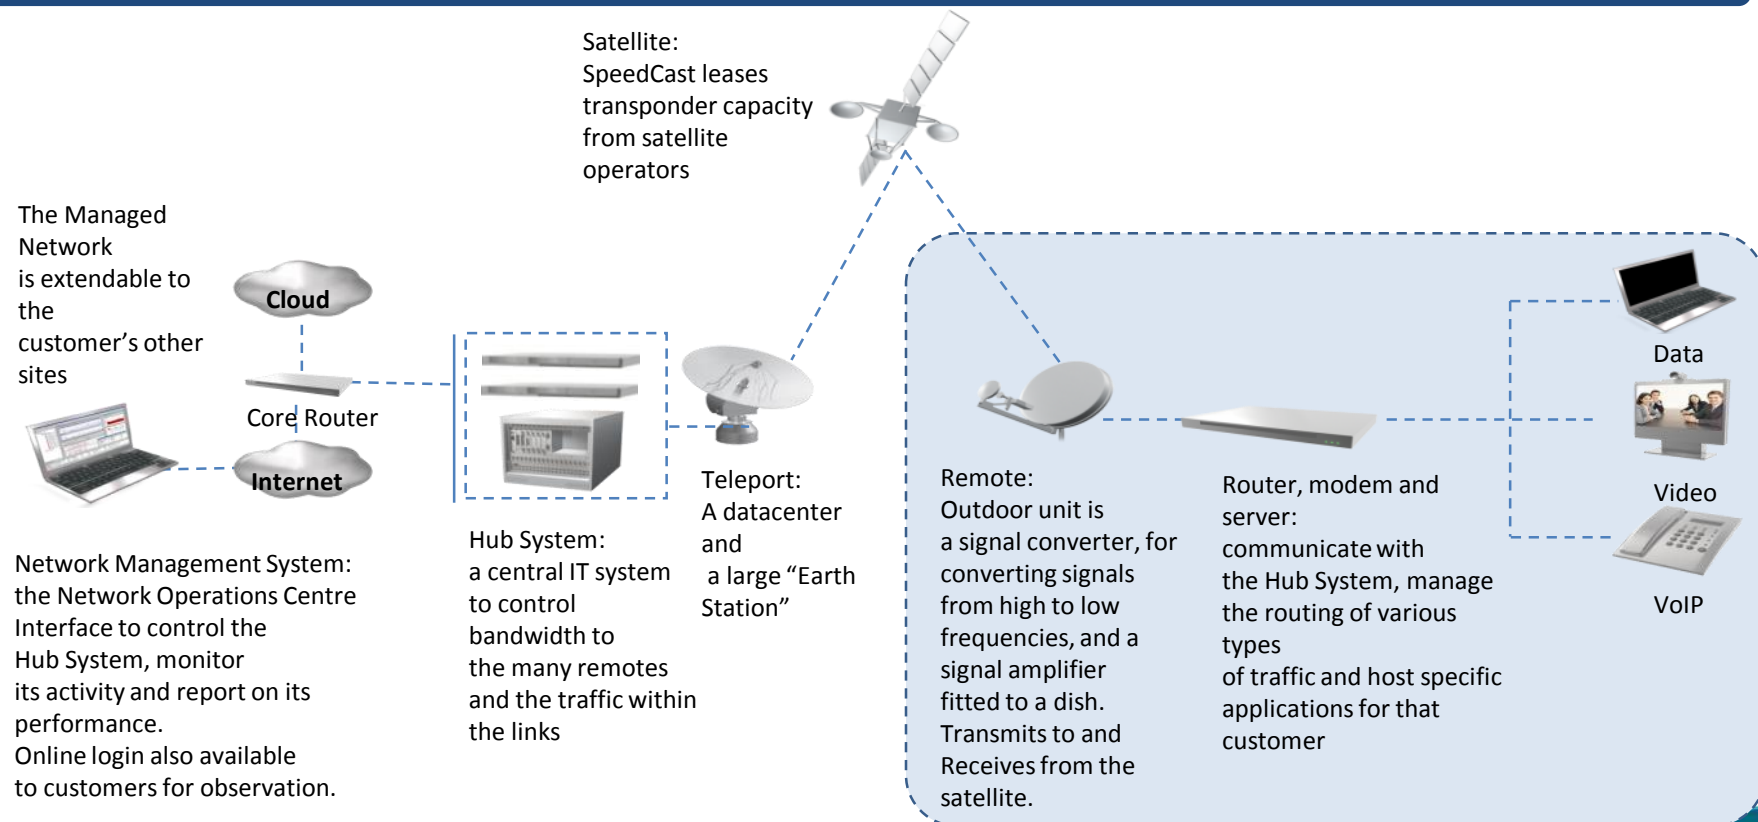 Satellite:
SpeedCast leases
transponder capacity
from satellite
operators
The Managed
Network
is extendable to
the
customer's other
sites
Cloud
Core Router
Internet
Network Management System:
the Network Operations Centre
Interface to control the
Hub System, monitor
its activity and report on its
performance.
Online login also available
to customers for observation.
Hub System:
a central IT system
to control
bandwidth to
the many remotes
and the traffic within
the links
Teleport:
A datacenter
and
a large “Earth
Station”
Remote:
Outdoor unit is
a signal converter, for
converting signals
from high to low
frequencies, and a
signal amplifier
fitted to a dish.
Transmits to and
Receives from the
satellite.
Router, modem and
server:
communicate with
the Hub System, manage
the routing of various
types
of traffic and host specific
applications for that
customer
Data
Video
VoIP